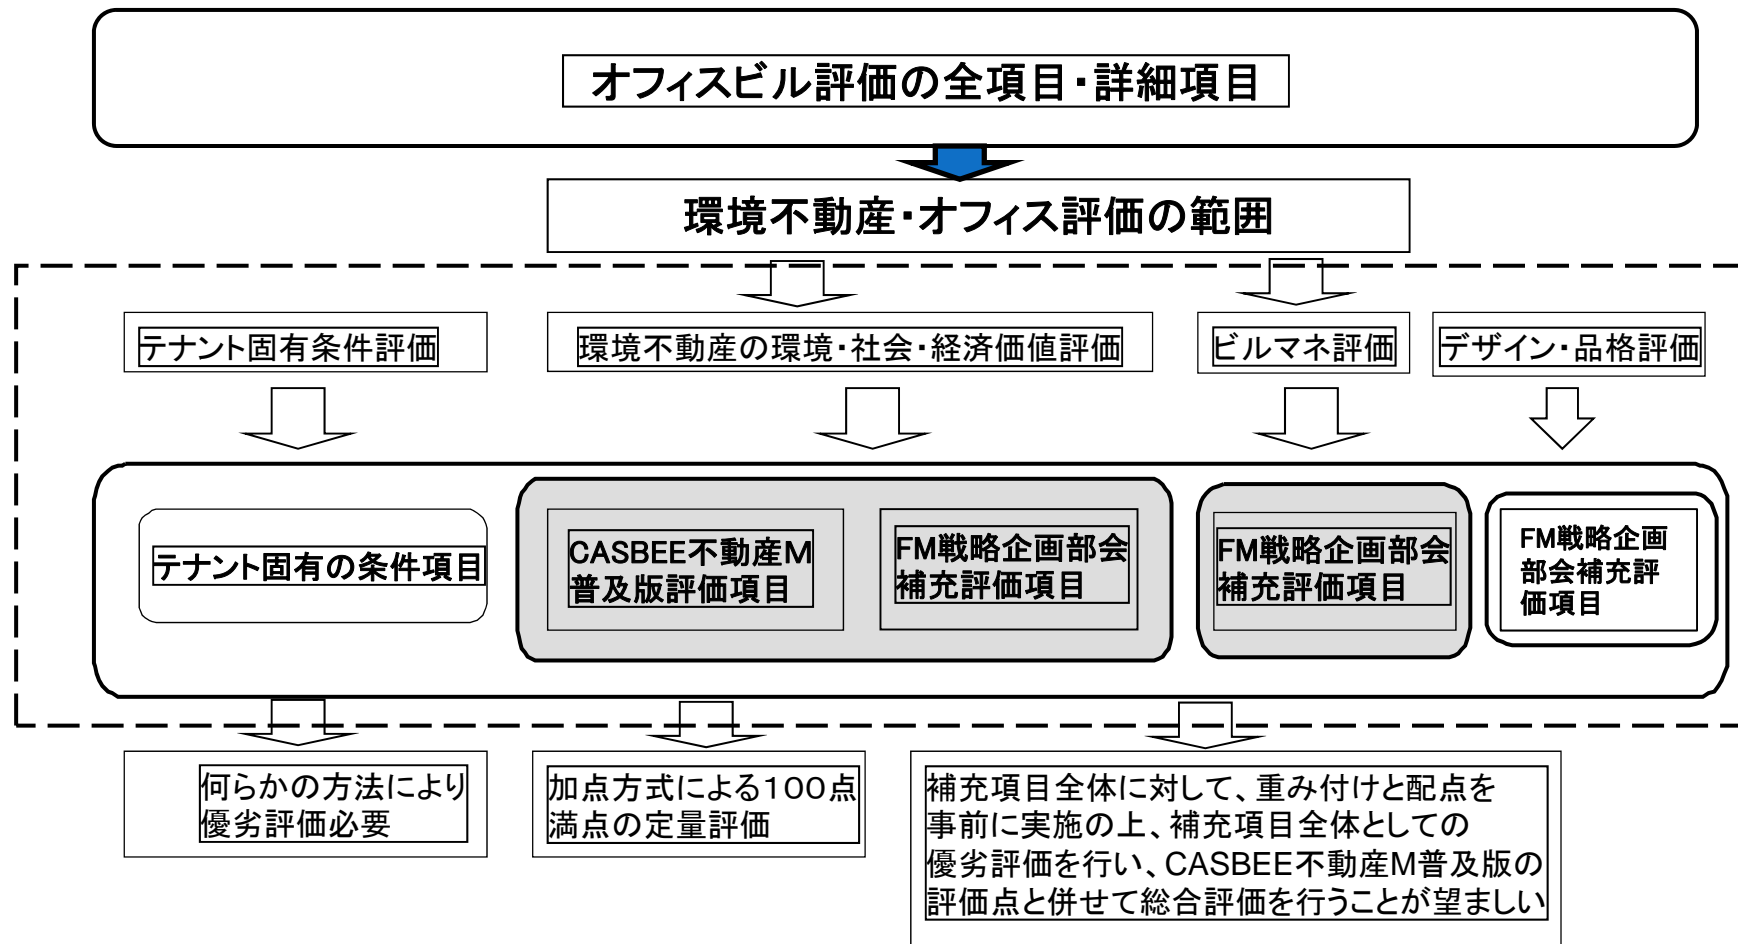 オフィスビル評価の全項目・詳細項目
環境不動産・オフィス評価の範囲
テナント固有条件評価
環境不動産の環境・社会・経済価値評価
ビルマネ評価
デザイン・品格評価
テナント固有の条件項目
CASBEE不動産M
普及版評価項目
FM戦略企画部会
補充評価項目
FM戦略企画部会
補充評価項目
FM戦略企画
部会補充評
価項目
何らかの方法により
優劣評価必要
加点方式による100点
満点の定量評価
補充項目全体に対して、重み付けと配点を
事前に実施の上、補充項目全体としての
優劣評価を行い、CASBEE不動産M普及版の
評価点と併せて総合評価を行うことが望ましい